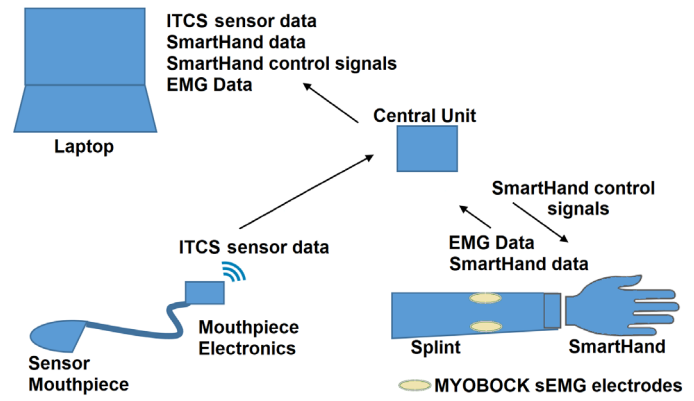 ITCS sensor data
SmartHand data
SmartHand control signals
EMG Data
Central Unit
Laptop
SmartHand control
signals
ITCS sensor data
EMG Data
SmartHand data
Mouthpiece
Electronics
Splint
SmartHand
Sensor
Mouthpiece
MYOBOCK sEMG electrodes